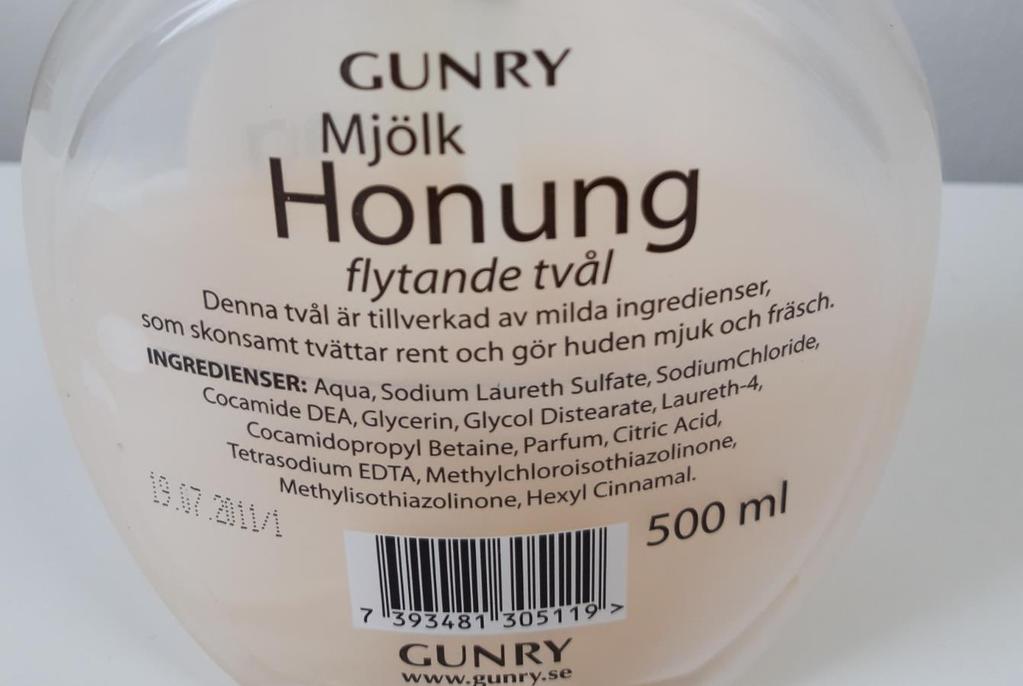 GUNRY
Mjölk
Honung
flytande tvål
Denna tvål är tillverkad av milda ingredienser,
som skonsamt tvättar rent och gör huden mjuk och fräsch.
INGREDIENSER: Aqua, Sodium Laureth Sulfate, SodiumChloride,
Cocamide DEA, Glycerin, Glycol Distearate, Laureth-4,
Cocamidopropyl Betaine, Parfum, Citric Acid,
Tetrasodium EDTA, Methylchloroisothiazolinone,
Methylisothiazolinone, Hexyl Cinnamal.
19.07.2011/1
500 ml
7 393481 305119 >
GUNRY
www.gunry.se